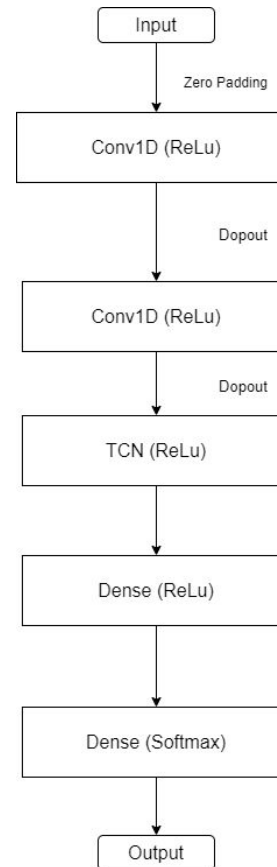 Input
Zero Padding
Conv1D (ReLu)
Dopout
Conv1D (ReLu)
Dopout
TCN (ReLu)
Dense (ReLu)
Dense (Softmax)
Output